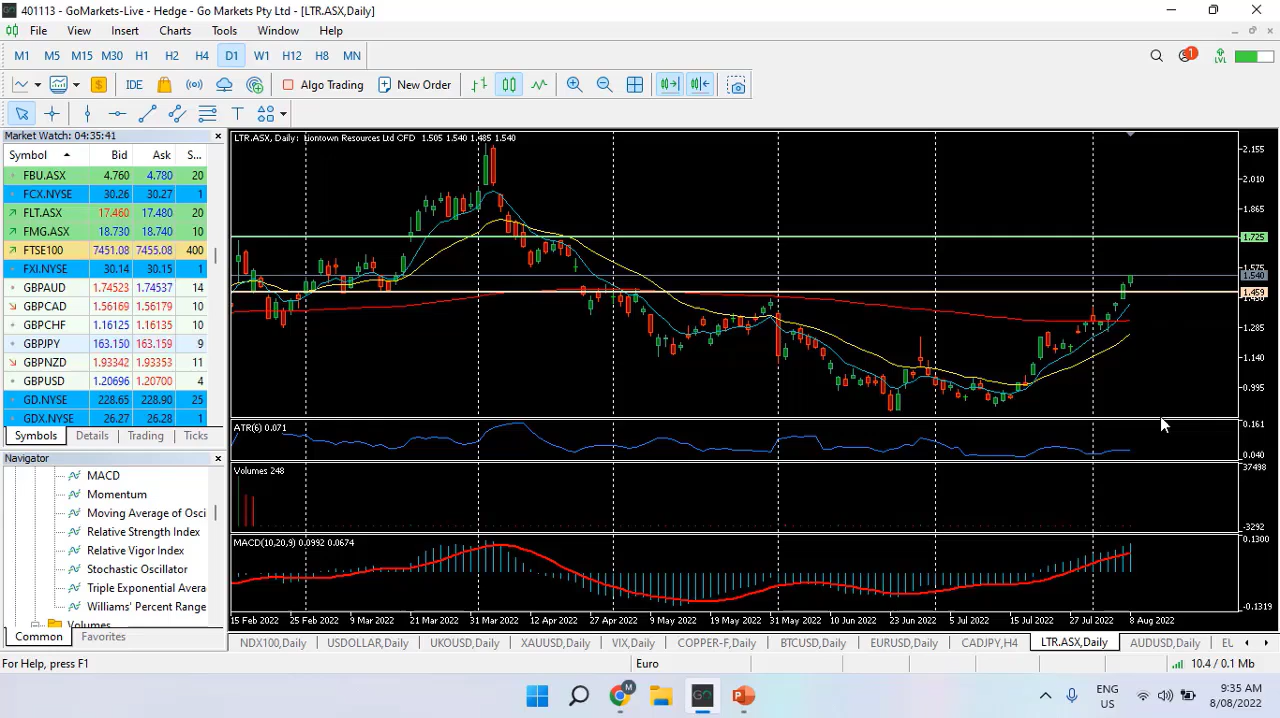 401113 - GoMarkets-Live - Hedge - Go Markets Pty Ltd - [LTR.ASX,Daily]
File View Insert Charts Tools Window Help
M1 M5 M15 M30 H1 H2 H4 D1 W1 H12 H8 MN
1 LVL
IDE Algo Trading New Order
Market Watch: 04:35:41
Symbol Bid Ask S...
FBU.ASX 4.760 4.780 20
FCX.NYSE 30.26 30.27 1
FLT.ASX 17.460 17.480 20
FMG.ASX 18.730 18.740 10
FTSE100 7451.08 7455.08 400
FXI.NYSE 30.14 30.15 1
GBPAUD 1.74523 1.74537 14
GBPCAD 1.56169 1.56179 10
GBPCHF 1.16125 1.16135 10
GBPJPY 163.150 163.159 9
GBPNZD 1.93342 1.93353 11
GBPUSD 1.20696 1.20700 4
GD.NYSE 228.65 228.90 25
GDX.NYSE 26.27 26.28 1
Symbols Details Trading Ticks
Navigator
MACD
Momentum
Moving Average of Osci
Relative Strength Index
Relative Vigor Index
Stochastic Oscillator
Triple Exponential Avera
Williams' Percent Range
Volumes
Common Favorites
LTR.ASX, Daily: Liontown Resources Ltd CFD 1.505 1.540 1.485 1.540
2.155
2.010
1.865
1.725
1.575
1.540
1.459
1.430
1.285
1.140
0.995
ATR(6) 0.071
0.161
0.040
Volumes 248
37498
-3292
MACD(10,20,9) 0.0992 0.0674
0.1300
-0.1319
15 Feb 2022 25 Feb 2022 9 Mar 2022 21 Mar 2022 31 Mar 2022 12 Apr 2022 27 Apr 2022 9 May 2022 19 May 2022 31 May 2022 10 Jun 2022 23 Jun 2022 5 Jul 2022 15 Jul 2022 27 Jul 2022 8 Aug 2022
NDX100,Daily USDOLLAR,Daily UKOUSD,Daily XAUUSD,Daily VIX,Daily COPPER-F,Daily BTCUSD,Daily EURUSD,Daily CADJPY,H4 LTR.ASX,Daily AUDUSD,Daily EL
For Help, press F1 Euro 10.4 / 0.1 Mb
GO M P ENG US 9:35 AM 8/08/2022